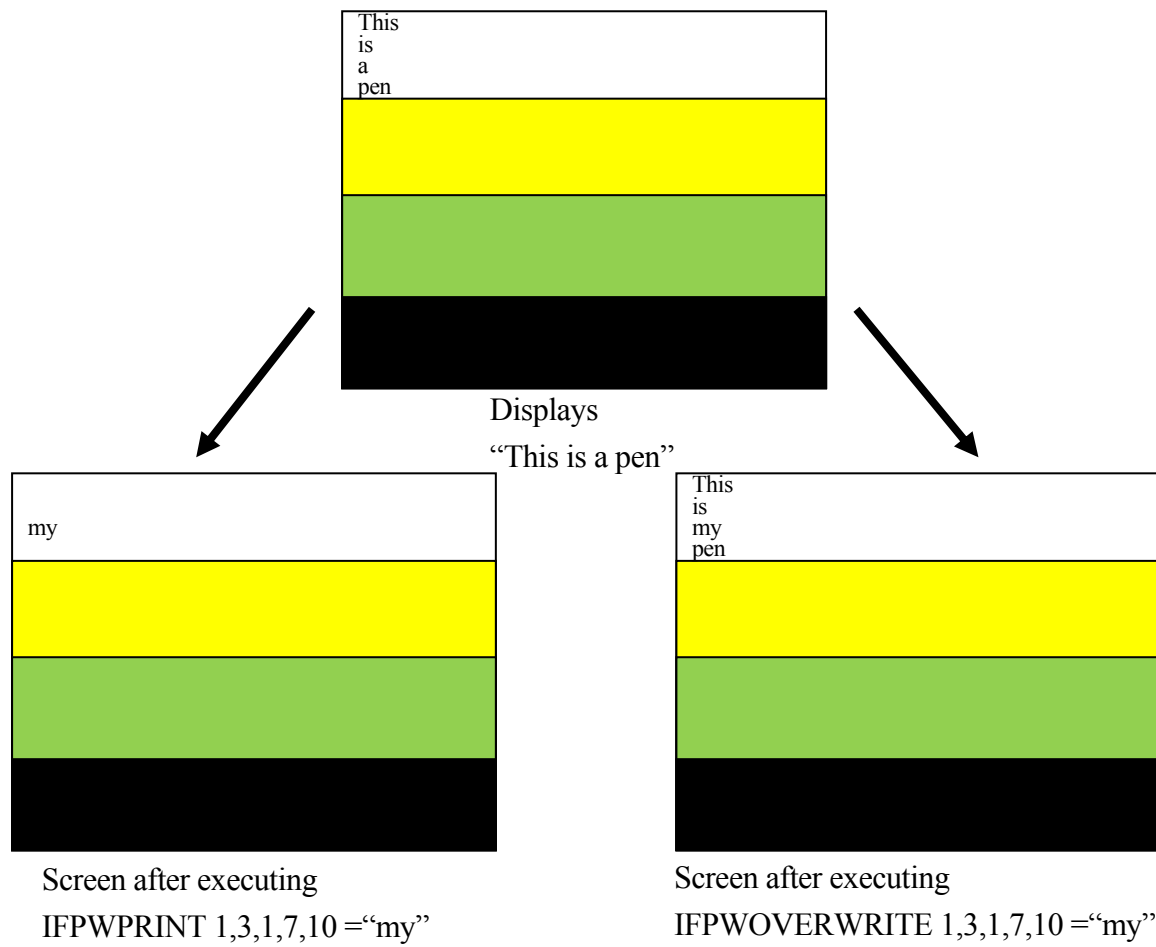 This
is
a
pen
Displays
“This is a pen”
my
This
is
my
pen
Screen after executing
IFPWPRINT 1,3,1,7,10 =“my”
Screen after executing
IFPWOVERWRITE 1,3,1,7,10 =“my”